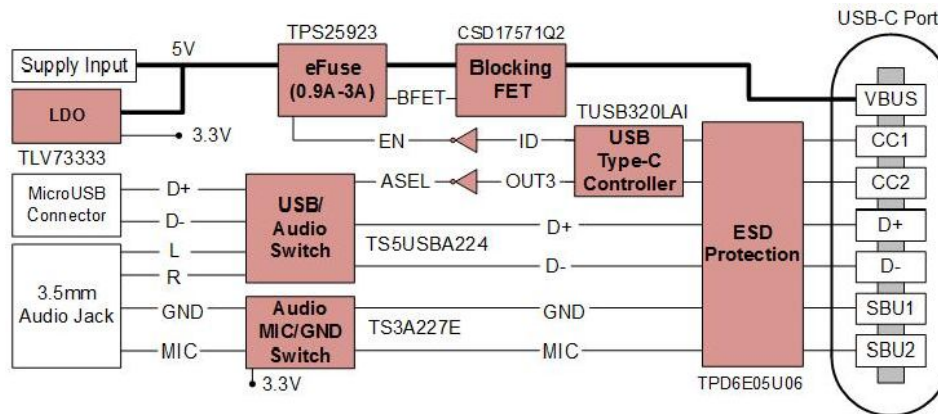 USB-C Port
TPS25923
CSD17571Q2
5V
Supply Input
eFuse
(0.9A-3A)
BFET
Blocking
FET
VBUS
LDO
3.3V
TLV73333
TUSB320LAI
EN
ID
USB
Type-C
Controller
CC1
MicroUSB
Connector
D+
D-
ASEL
OUT3
CC2
USB/
Audio
Switch
TS5USBA224
D+
D-
ESD
Protection
D+
D-
3.5mm
Audio Jack
L
R
GND
MIC
Audio
MIC/GND
Switch
TS3A227E
3.3V
GND
MIC
SBU1
SBU2
TPD6E05U06